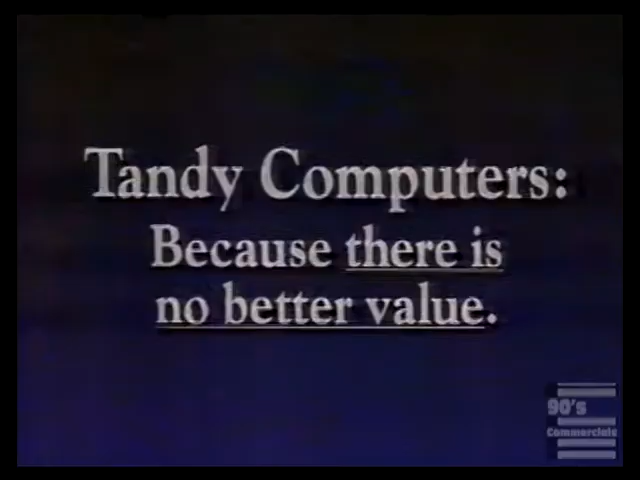 Tandy Computers:
Because there is
no better value.
90's
Commercials